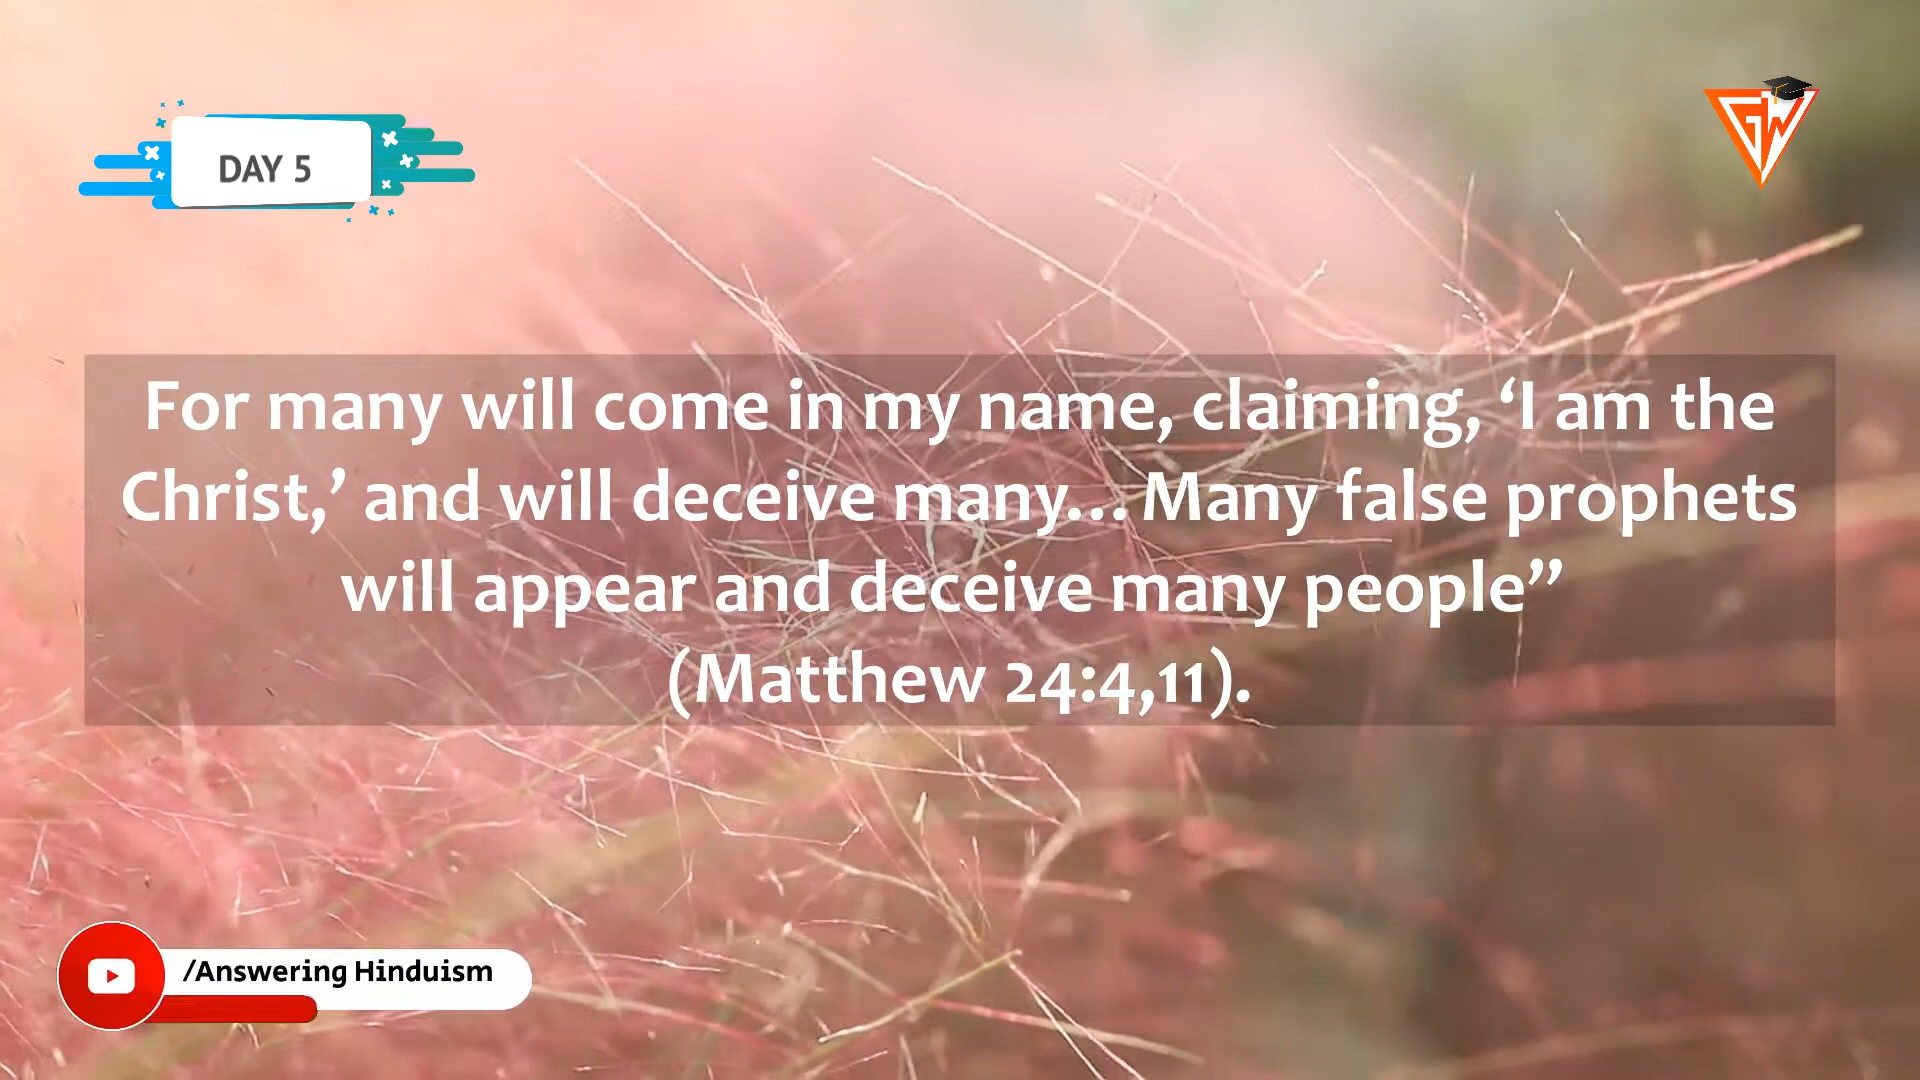 DAY 5
GW
For many will come in my name, claiming, ‘I am the
Christ,’ and will deceive many... Many false prophets
will appear and deceive many people”
(Matthew 24:4,11).
/Answering Hinduism